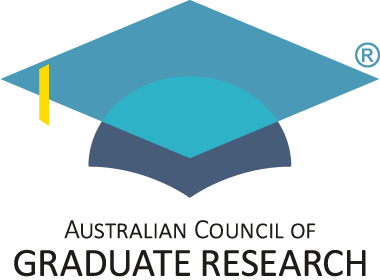 ®
AUSTRALIAN COUNCIL OF
GRADUATE RESEARCH